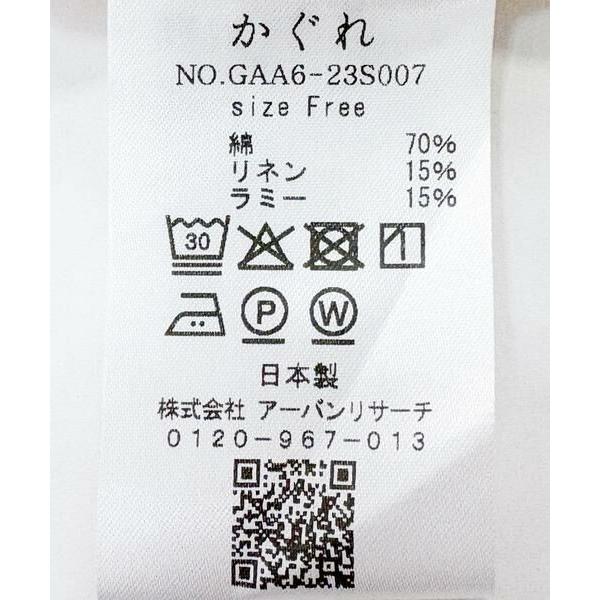 かぐれ
NO.GAA6-23S007
size Free
綿 70%
リネン 15%
ラミー 15%
30
P W
日本製
株式会社 アーバンリサーチ
0120-967-013